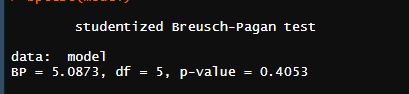 studentized Breusch-Pagan test
data:  model
BP = 5.0873, df = 5, p-value = 0.4053